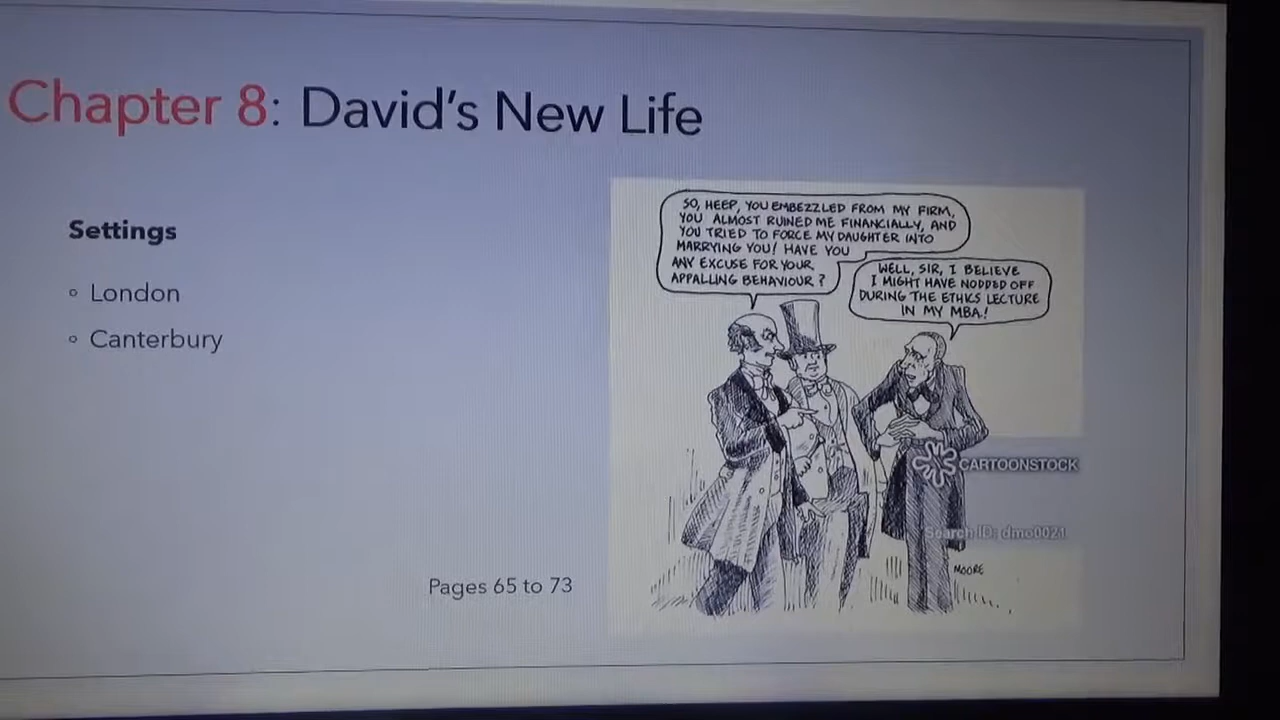 Chapter 8: David's New Life
Settings
London
Canterbury
Pages 65 to 73
SO, HEEP, YOU EMBEZZLED FROM MY FIRM,
YOU ALMOST RUINED ME FINANCIALLY, AND
YOU TRIED TO FORCE MY DAUGHTER INTO
MARRYING YOU! HAVE YOU
ANY EXCUSE FOR YOUR
APPALLING BEHAVIOUR?
WELL, SIR, I BELIEVE
I MIGHT HAVE NODDED OFF
DURING THE ETHICS LECTURE
IN MY MBA!
CARTOONSTOCK
Search ID: dmo0021
MOORE